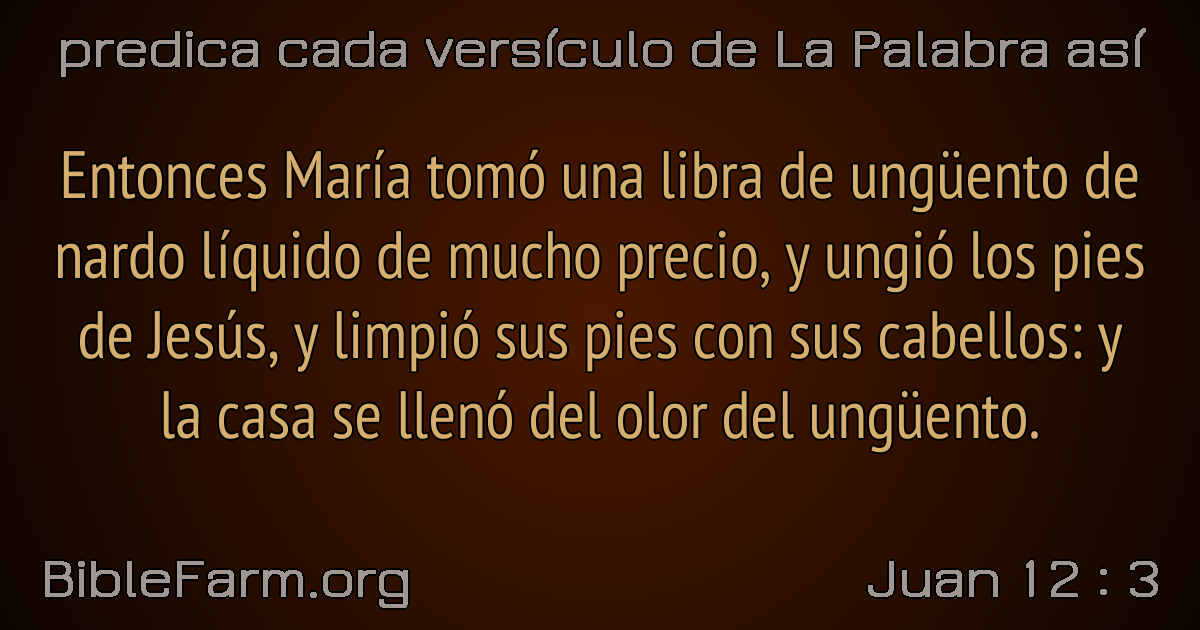 predica cada versículo de La Palabra así
Entonces María tomó una libra de ungüento de
nardo líquido de mucho precio, y ungió los pies
de Jesús, y limpió sus pies con sus cabellos: y
la casa se llenó del olor del ungüento.
BibleFarm.org
Juan 12 : 3